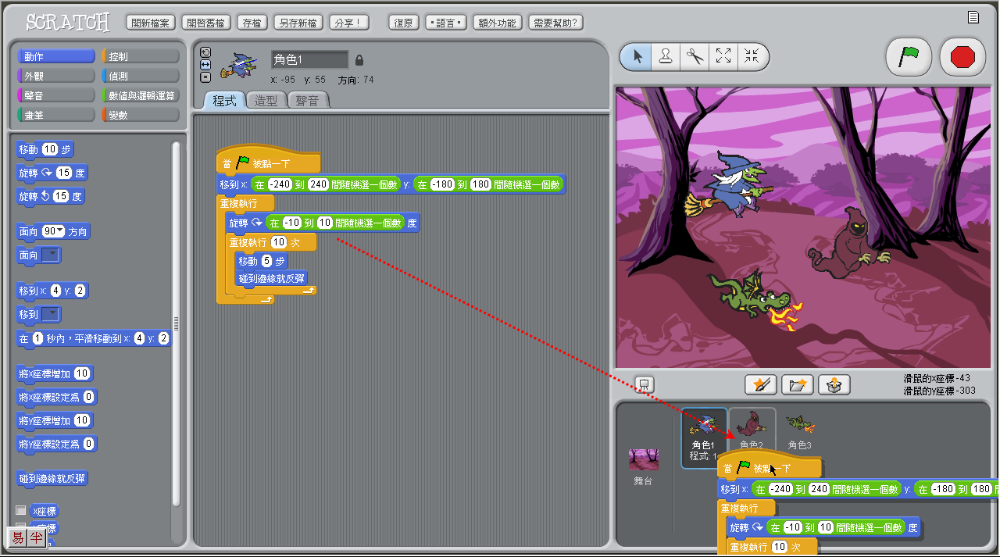 SCRATCH
開新檔案 開啓舊檔 存檔 另存新檔 分享！ 復原 •語言• 額外功能 需要幫助?
動作 控制
外觀 偵測
聲音 數值與邏輯運算
畫筆 變數
角色1
x: -95 y: 55 方向: 74
程式 造型 聲音
移動 10 步
旋轉 15 度
旋轉 15 度
面向 90 方向
面向
移到 x: 4 y: 2
移到
在 1 秒內，平滑移動到 x: 4 y: 2
將x座標增加 10
將x座標設定為 0
將y座標增加 10
將y座標設定為 0
碰到邊緣就反彈
x座標
易 半
當 被點一下
移到 x: 在 -240 到 240 間隨機選一個數 y: 在 -180 到 180 間隨機選一個數
重複執行
旋轉 在 -10 到 10 間隨機選一個數 度
重複執行 10 次
移動 5 步
碰到邊緣就反彈
滑鼠的x座標 -43
滑鼠的y座標 -303
舞台
角色1
程式: 1
角色2
角色3
當 被點一下
移到 x: 在 -240 到 240 間隨機選一個數 y: 在 -180 到 180 間
重複執行
旋轉 在 -10 到 10 間隨機選一個數 度
重複執行 10 次